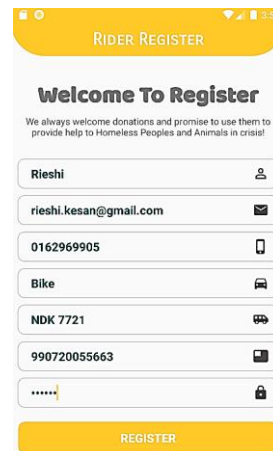 RIDER REGISTER
Welcome To Register
We always welcome donations and promise to use them to
provide help to Homeless Peoples and Animals in crisis!
Rieshi
rieshi.kesan@gmail.com
0162969905
Bike
NDK 7721
990720055663
••••••
REGISTER